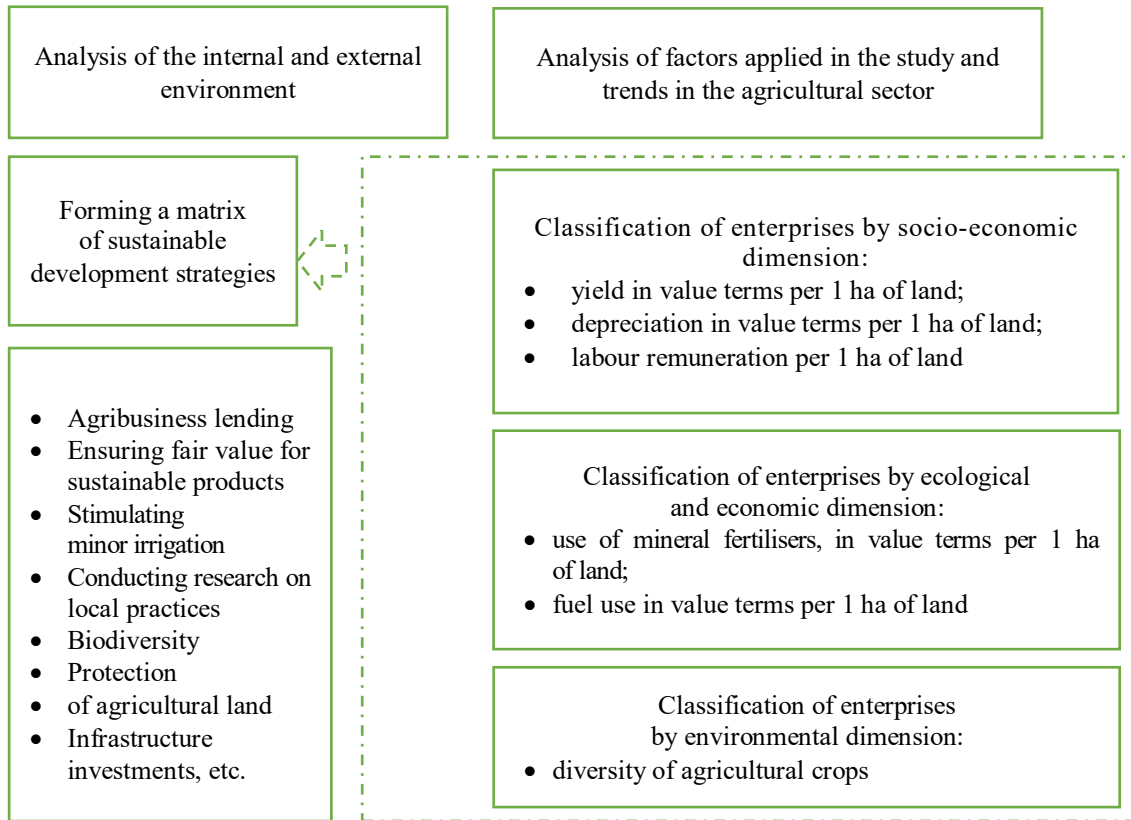 Analysis of the internal and external
environment
Analysis of factors applied in the study and
trends in the agricultural sector
Forming a matrix
of sustainable
development strategies
• Agribusiness lending
• Ensuring fair value for
sustainable products
• Stimulating
minor irrigation
• Conducting research on
local practices
• Biodiversity
• Protection
• of agricultural land
• Infrastructure
investments, etc.
Classification of enterprises by socio-economic
dimension:
• yield in value terms per 1 ha of land;
• depreciation in value terms per 1 ha of land;
• labour remuneration per 1 ha of land
Classification of enterprises by ecological
and economic dimension:
• use of mineral fertilisers, in value terms per 1 ha
of land;
• fuel use in value terms per 1 ha of land
Classification of enterprises
by environmental dimension:
• diversity of agricultural crops